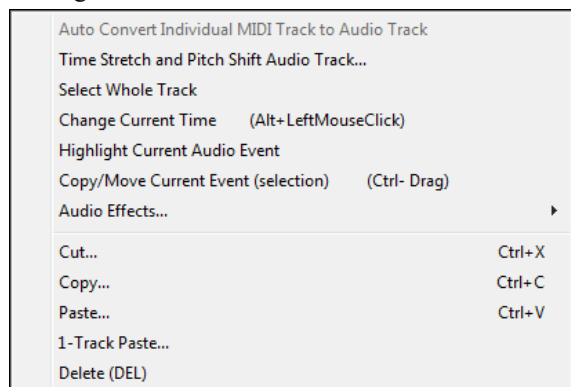 Auto Convert Individual MIDI Track to Audio Track
Time Stretch and Pitch Shift Audio Track...
Select Whole Track
Change Current Time (Alt+LeftMouseClick)
Highlight Current Audio Event
Copy/Move Current Event (selection) (Ctrl- Drag)
Audio Effects...
Cut... Ctrl+X
Copy... Ctrl+C
Paste... Ctrl+V
1-Track Paste...
Delete (DEL)